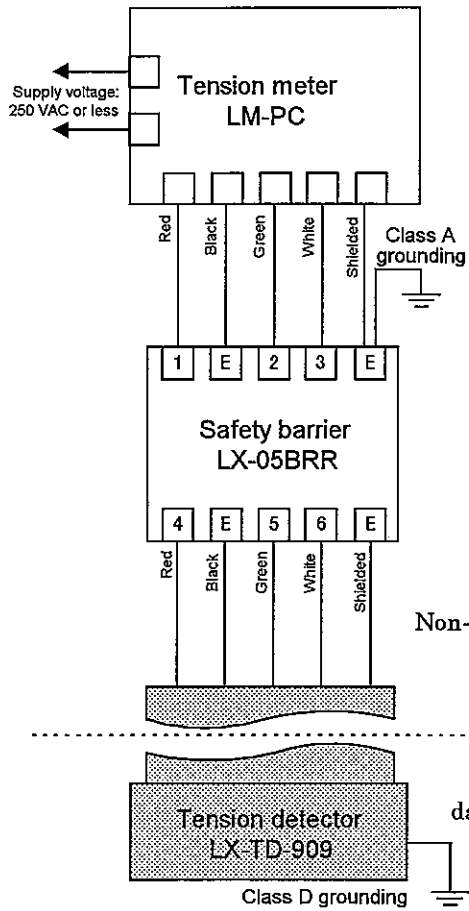 Tension meter
LM-PC
Supply voltage:
250 VAC or less
Red
Black
Green
White
Shielded
Class A
grounding
1 E 2 3 E
Safety barrier
LX-05BRR
4 E 5 6 E
Red
Black
Green
White
Shielded
Non-
Tension detector
LX-TD-909
da
Class D grounding